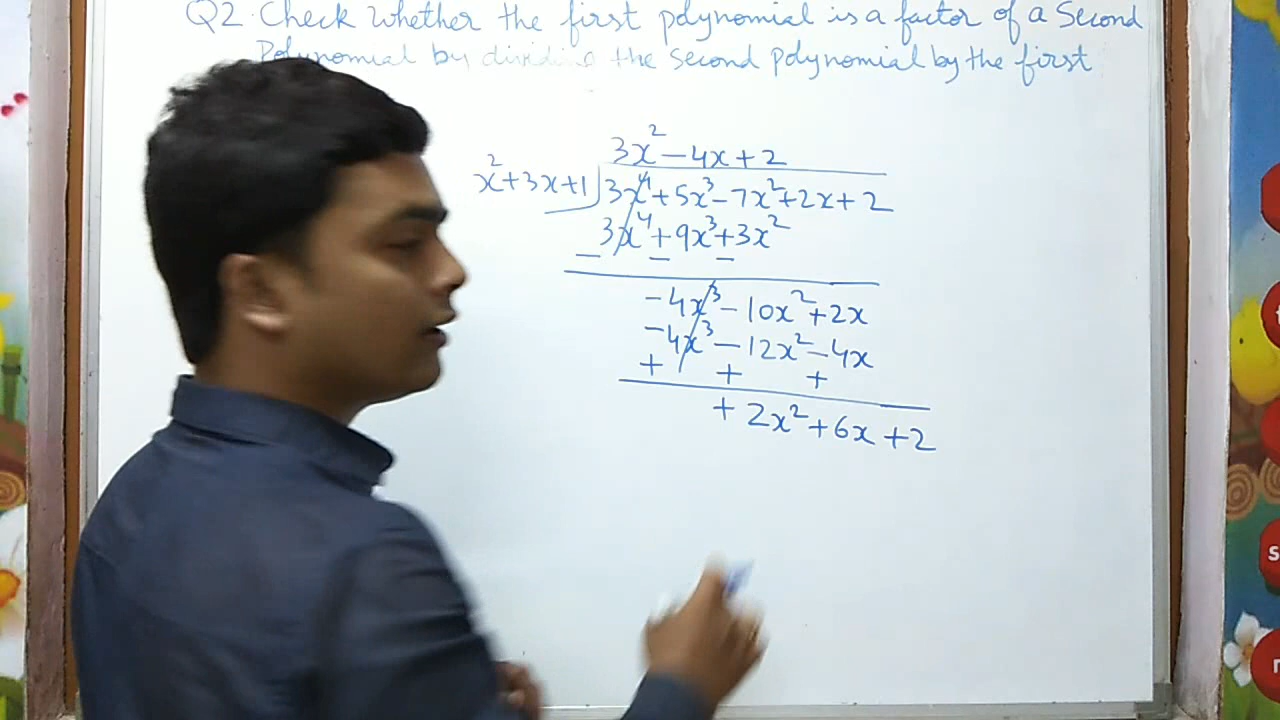 Q2. Check whether the first polynomial is a factor of a Second
Polynomial by dividing the second polynomial by the first
3x² - 4x + 2
x² + 3x + 1 ) 3x⁴ + 5x³ - 7x² + 2x + 2
3x⁴ + 9x³ + 3x²
- - -
-4x³ - 10x² + 2x
-4x³ - 12x² - 4x
+ + +
+ 2x² + 6x + 2